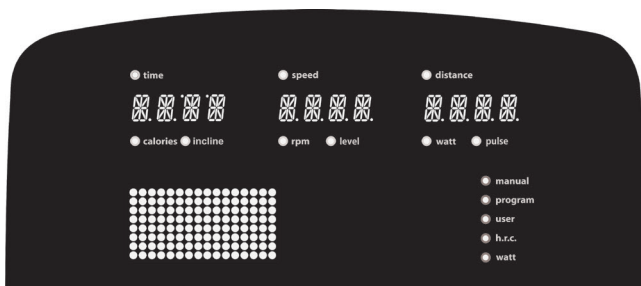 time speed distance
calories incline rpm level watt pulse
manual
program
user
h.r.c.
watt